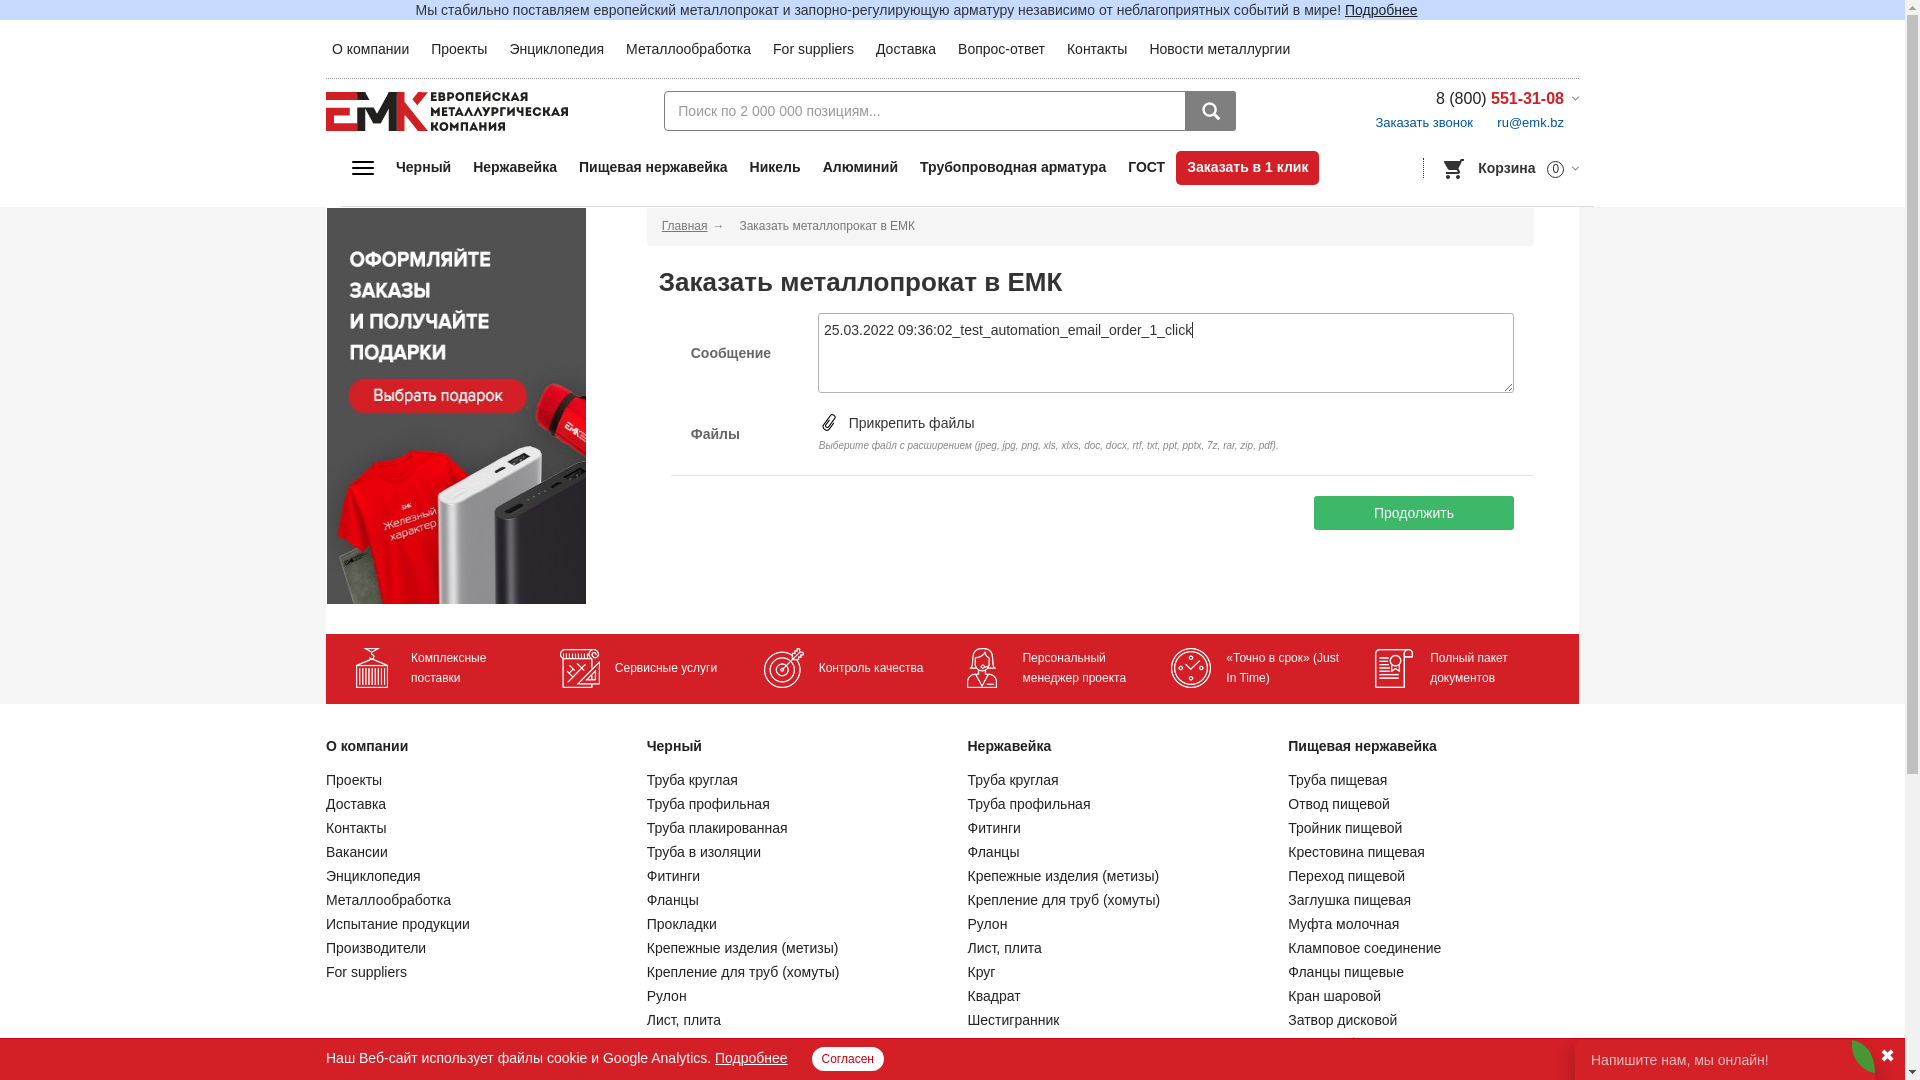 Мы стабильно поставляем европейский металлопрокат и запорно-регулирующую арматуру независимо от неблагоприятных событий в мире! Подробнее
О компании Проекты Энциклопедия Металлообработка For suppliers Доставка Вопрос-ответ Контакты Новости металлургии
ЕМК ЕВРОПЕЙСКАЯ
МЕТАЛЛУРГИЧЕСКАЯ
КОМПАНИЯ
Поиск по 2 000 000 позициям...
8 (800) 551-31-08
Заказать звонок ru@emk.bz
Черный Нержавейка Пищевая нержавейка Никель Алюминий Трубопроводная арматура ГОСТ Заказать в 1 клик
Корзина 0
ОФОРМЛЯЙТЕ
ЗАКАЗЫ
И ПОЛУЧАЙТЕ
ПОДАРКИ
Выбрать подарок
ЕМК
ЕМК
Железный
характер
Главная → Заказать металлопрокат в ЕМК
Заказать металлопрокат в ЕМК
Сообщение
25.03.2022 09:36:02_test_automation_email_order_1_click
Файлы
Прикрепить файлы
Выберите файл с расширением (jpeg, jpg, png, xls, xlxs, doc, docx, rtf, txt, ppt, pptx, 7z, rar, zip, pdf).
Продолжить
Комплексные
поставки
Сервисные услуги
Контроль качества
Персональный
менеджер проекта
«Точно в срок» (Just
In Time)
Полный пакет
документов
О компании
Проекты
Доставка
Контакты
Вакансии
Энциклопедия
Металлообработка
Испытание продукции
Производители
For suppliers
Черный
Труба круглая
Труба профильная
Труба плакированная
Труба в изоляции
Фитинги
Фланцы
Прокладки
Крепежные изделия (метизы)
Крепление для труб (хомуты)
Рулон
Лист, плита
Нержавейка
Труба круглая
Труба профильная
Фитинги
Фланцы
Крепежные изделия (метизы)
Крепление для труб (хомуты)
Рулон
Лист, плита
Круг
Квадрат
Шестигранник
Пищевая нержавейка
Труба пищевая
Отвод пищевой
Тройник пищевой
Крестовина пищевая
Переход пищевой
Заглушка пищевая
Муфта молочная
Кламповое соединение
Фланцы пищевые
Кран шаровой
Затвор дисковой
Наш Веб-сайт использует файлы cookie и Google Analytics. Подробнее Согласен
Напишите нам, мы онлайн!